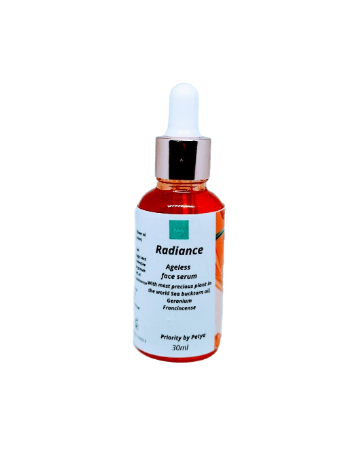 Radiance
Ageless
face serum
With most precious plant in
the world Sea bucktorn oil
Geranium
Francincense
Priority by Petya
30ml